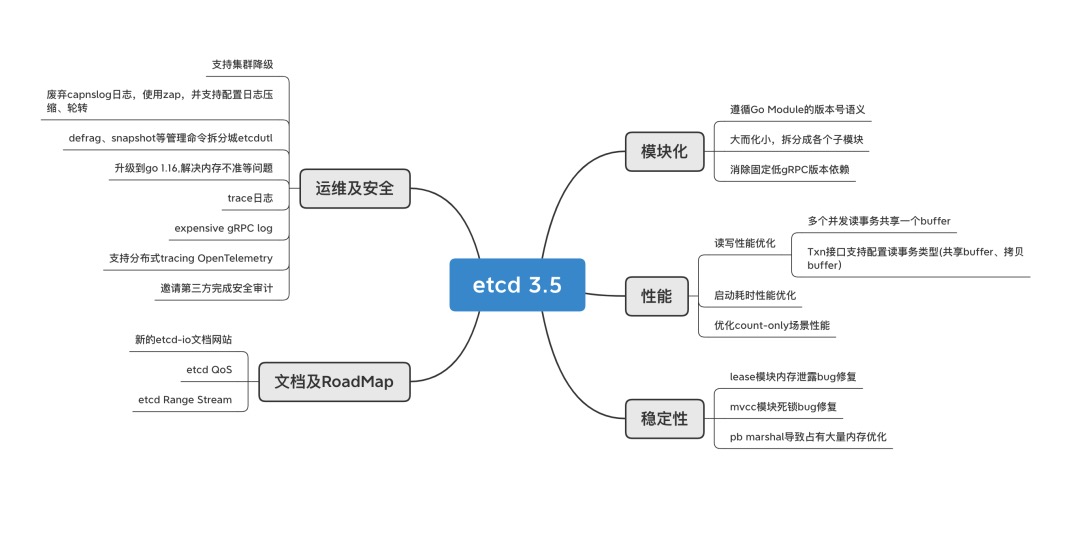 etcd 3.5
模块化
遵循Go Module的版本号语义
大而化小，拆分成各个子模块
消除固定低gRPC版本依赖
性能
读写性能优化
多个并发读事务共享一个buffer
Txn接口支持配置读事务类型(共享buffer、拷贝
buffer)
启动耗时性能优化
优化count-only场景性能
稳定性
lease模块内存泄露bug修复
mvcc模块死锁bug修复
pb marshal导致占有大量内存优化
运维及安全
支持集群降级
废弃capnslog日志，使用zap，并支持配置日志压
缩、轮转
defrag、snapshot等管理命令拆分城etcdutl
升级到go 1.16,解决内存不准等问题
trace日志
expensive gRPC log
支持分布式tracing OpenTelemetry
邀请第三方完成安全审计
文档及RoadMap
新的etcd-io文档网站
etcd QoS
etcd Range Stream